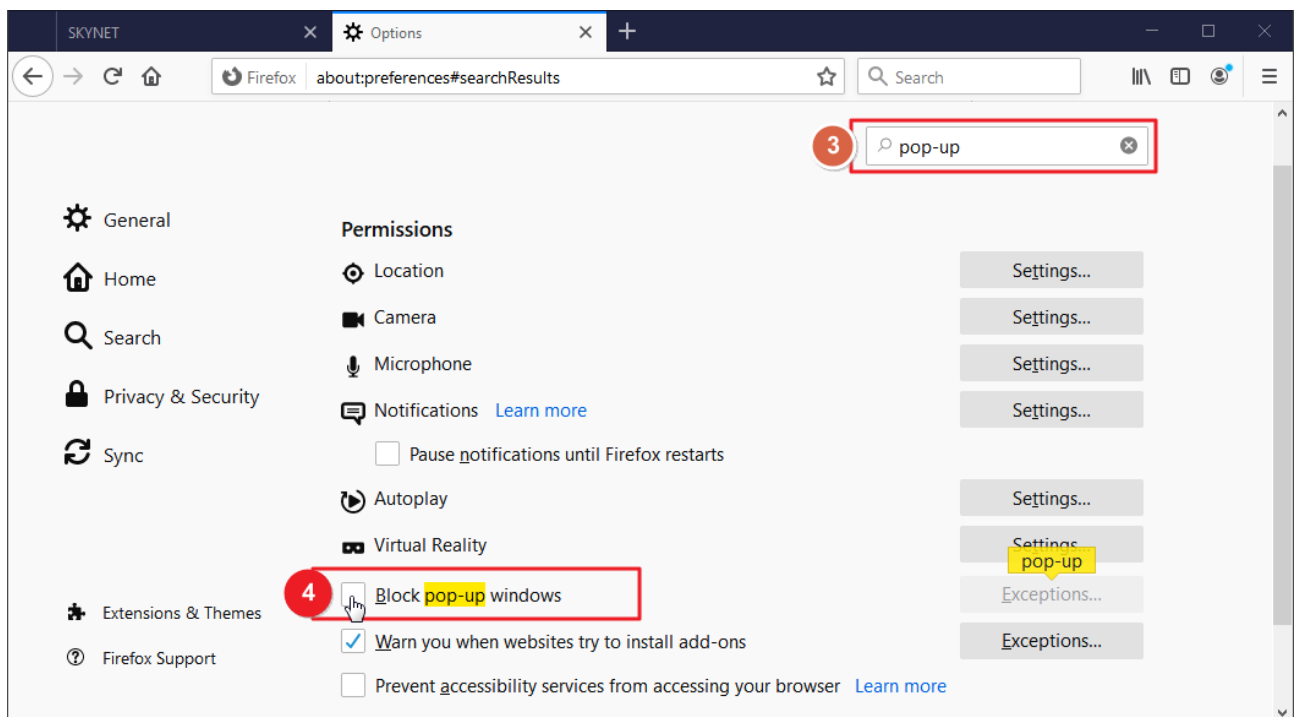 SKYNET
Options
Firefox
about:preferences#searchResults
Search
3
pop-up
General
Home
Search
Privacy & Security
Sync
Extensions & Themes
Firefox Support
Permissions
Location
Settings...
Camera
Settings...
Microphone
Settings...
Notifications Learn more
Settings...
Pause notifications until Firefox restarts
Autoplay
Settings...
Virtual Reality
Settings...
pop-up
4
Block pop-up windows
Exceptions...
Warn you when websites try to install add-ons
Exceptions...
Prevent accessibility services from accessing your browser Learn more